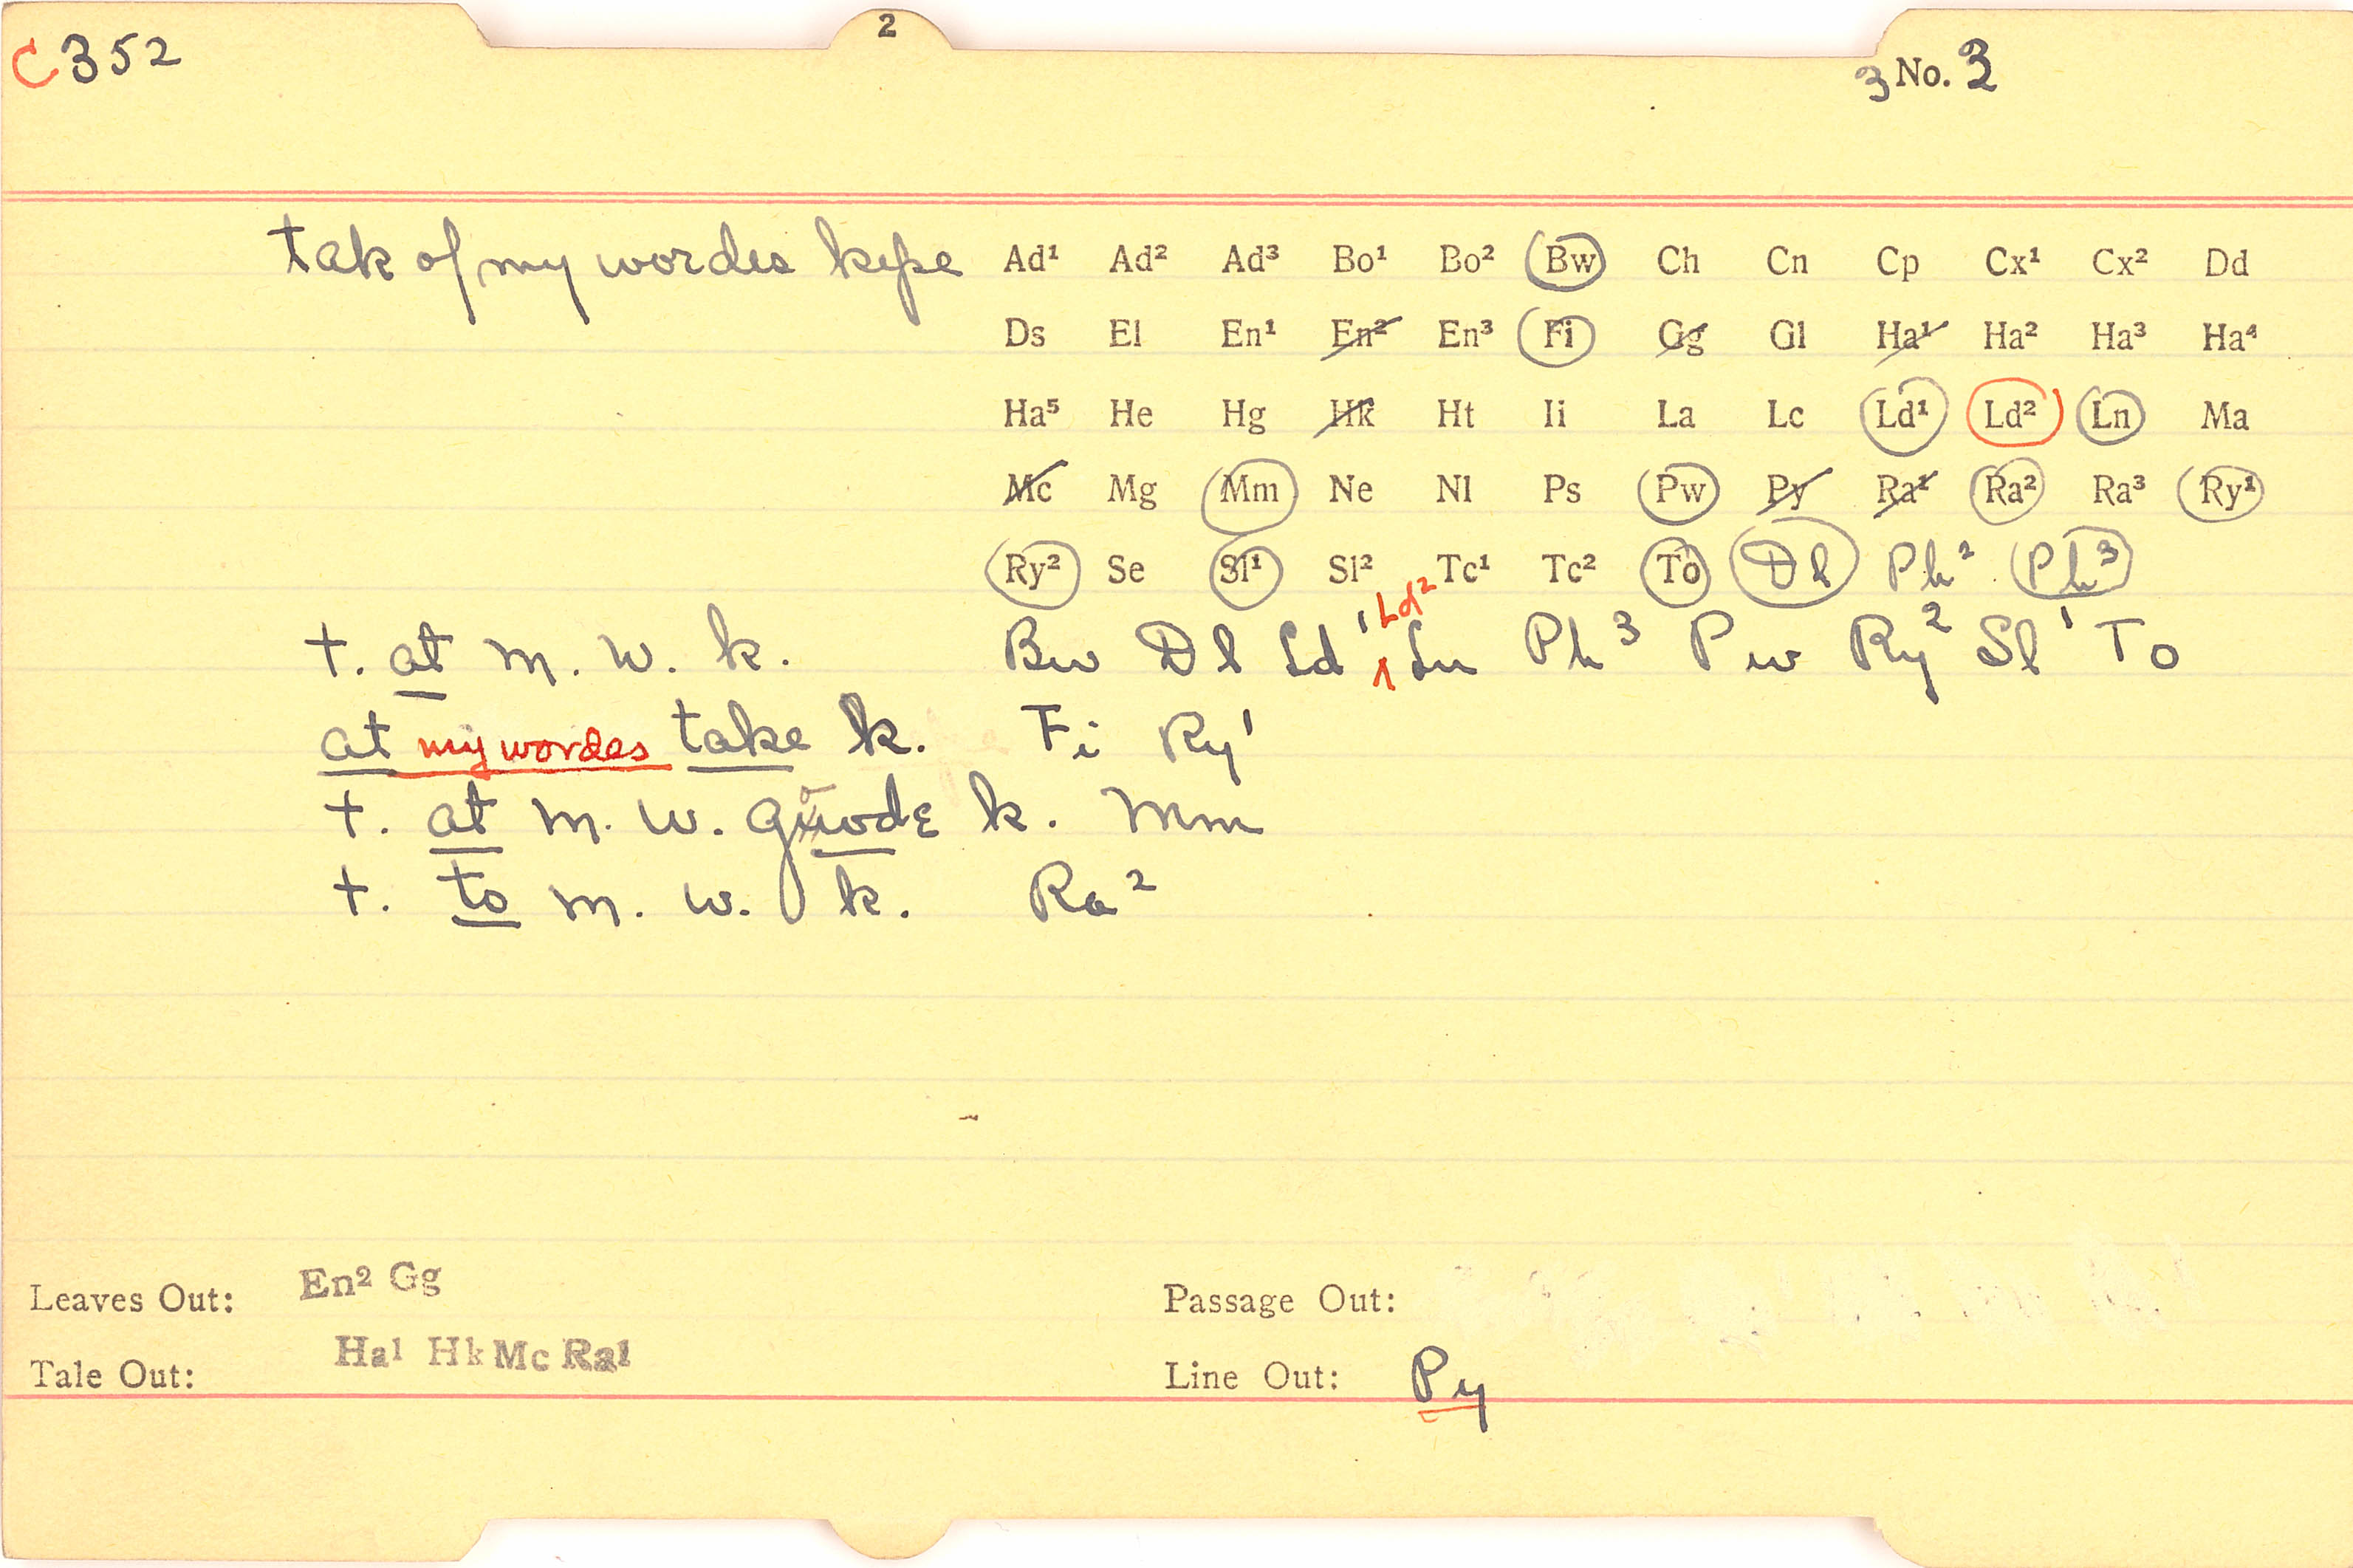 2
C 352
3 No. 3
tak of my wordes kepe Ad¹ Ad² Ad³ Bo¹ Bo² Bw Ch Cn Cp Cx¹ Cx² Dd
Ds El En¹ En² En³ Fi Gg Gl Ha¹ Ha² Ha³ Ha⁴
Ha⁵ He Hg Hk Ht Ii La Lc Ld¹ Ld² Ln Ma
Mc Mg Mm Ne Nl Ps Pw Py Ra¹ Ra² Ra³ Ry¹
Ry² Se Sl¹ Sl² Tc¹ Tc² To Dl Ph² Ph³
t. at m. w. k. Bw Dl Ld¹ Ld² Ln Ph³ Pw Ry² Sl¹ To
at my wordes take k. Fi Ry¹
t. at m. w. k. Mm
t. to m. w. k. Ra²
Leaves Out: En² Gg
Passage Out:
Tale Out: Ha¹ Hk Mc Ra¹
Line Out: Py